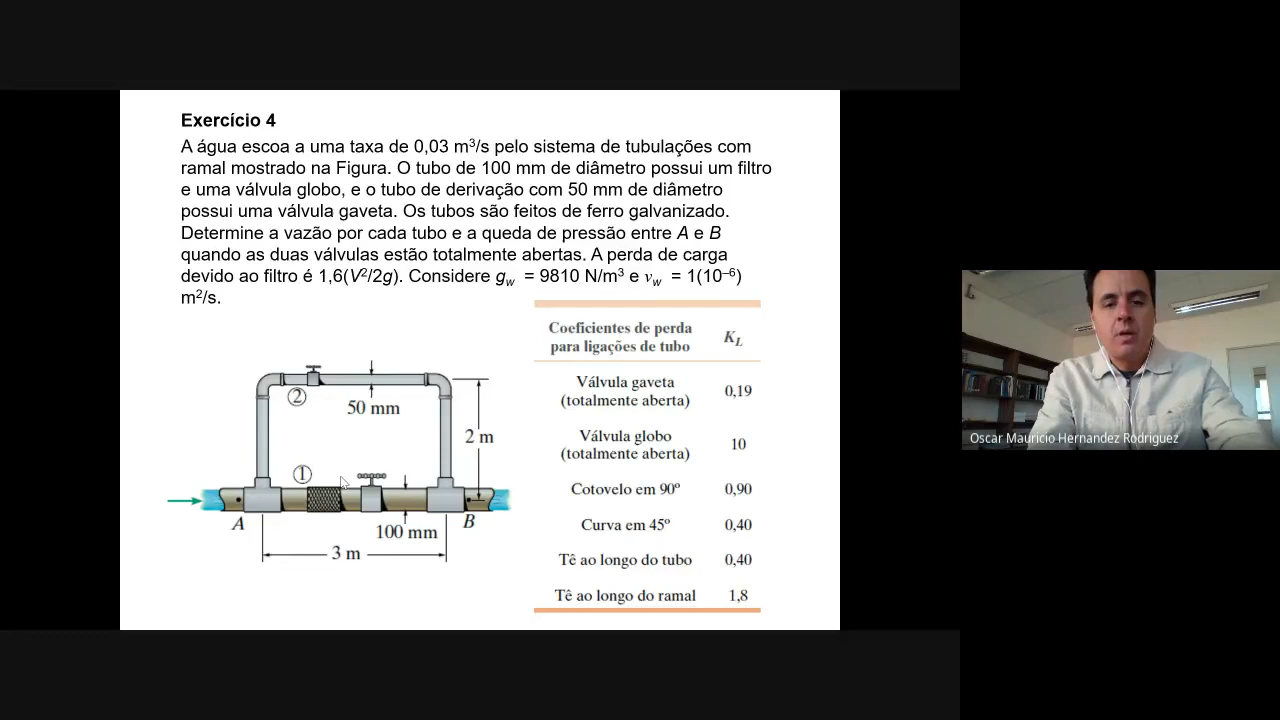 Exercício 4
A água escoa a uma taxa de 0,03 m³/s pelo sistema de tubulações com
ramal mostrado na Figura. O tubo de 100 mm de diâmetro possui um filtro
e uma válvula globo, e o tubo de derivação com 50 mm de diâmetro
possui uma válvula gaveta. Os tubos são feitos de ferro galvanizado.
Determine a vazão por cada tubo e a queda de pressão entre A e B
quando as duas válvulas estão totalmente abertas. A perda de carga
devido ao filtro é 1,6(V²/2g). Considere g_w = 9810 N/m³ e ν_w = 1(10⁻⁶)
m²/s.
Coeficientes de perda
para ligações de tubo K_L
Válvula gaveta
(totalmente aberta) 0,19
Válvula globo
(totalmente aberta) 10
Cotovelo em 90º 0,90
Curva em 45º 0,40
Tê ao longo do tubo 0,40
Tê ao longo do ramal 1,8
②
50 mm
2 m
①
A
B
100 mm
3 m
Oscar Mauricio Hernandez Rodriguez